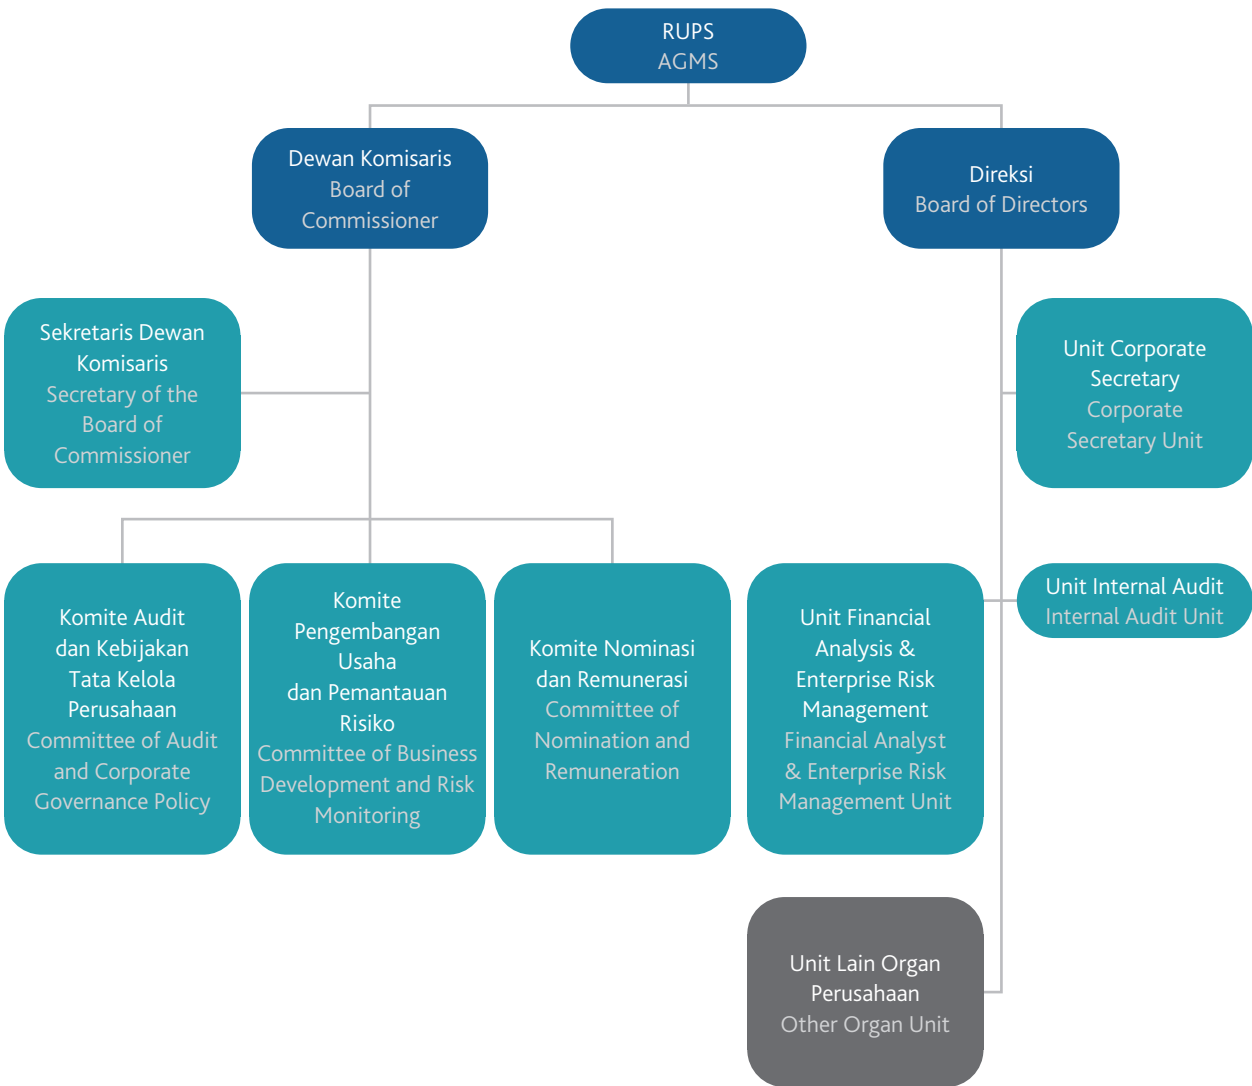 RUPS
AGMS
Dewan Komisaris
Board of
Commissioner
Direksi
Board of Directors
Sekretaris Dewan
Komisaris
Secretary of the
Board of
Commissioner
Unit Corporate
Secretary
Corporate
Secretary Unit
Komite Audit
dan Kebijakan
Tata Kelola
Perusahaan
Committee of Audit
and Corporate
Governance Policy
Komite
Pengembangan
Usaha
dan Pemantauan
Risiko
Committee of Business
Development and Risk
Monitoring
Komite Nominasi
dan Remunerasi
Committee of
Nomination and
Remuneration
Unit Financial
Analysis &
Enterprise Risk
Management
Financial Analyst
& Enterprise Risk
Management Unit
Unit Internal Audit
Internal Audit Unit
Unit Lain Organ
Perusahaan
Other Organ Unit